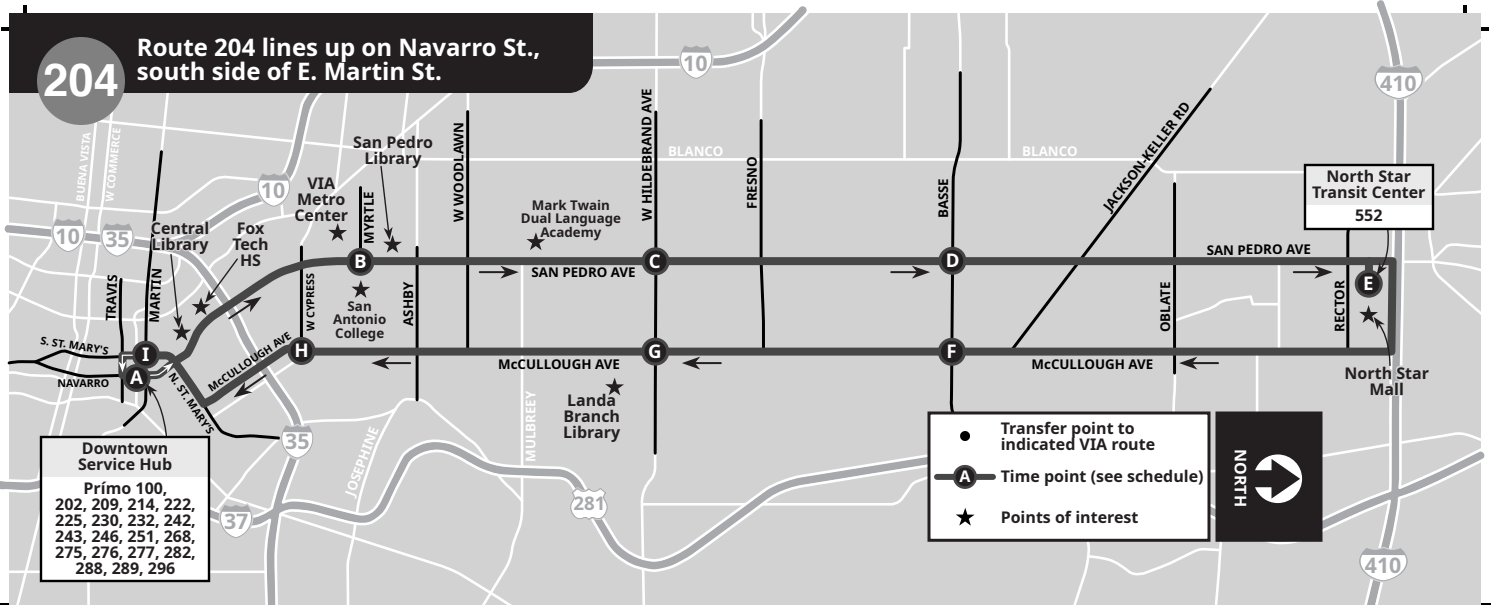 204
Route 204 lines up on Navarro St.,
south side of E. Martin St.
10
410
BUENA VISTA
W COMMERCE
10
10
35
San Pedro
Library
VIA
Metro
Center
MYRTLE
W WOODLAWN
Mark Twain
Dual Language
Academy
W HILDEBRAND AVE
BLANCO
FRESNO
BASSE
BLANCO
JACKSON-KELLER RD
North Star
Transit Center
552
Central
Library
Fox
Tech
HS
TRAVIS
MARTIN
B
C
D
E
SAN PEDRO AVE
SAN PEDRO AVE
W CYPRESS
San
Antonio
College
ASHBY
OBLATE
RECTOR
S. ST. MARY'S
NAVARRO
I
A
N. ST. MARY'S
McCULLOUGH AVE
H
McCULLOUGH AVE
G
F
McCULLOUGH AVE
North Star
Mall
Landa
Branch
Library
MULBREEY
JOSEPHINE
35
37
281
410
Downtown
Service Hub
Prímo 100,
202, 209, 214, 222,
225, 230, 232, 242,
243, 246, 251, 268,
275, 276, 277, 282,
288, 289, 296
Transfer point to
indicated VIA route
A
Time point (see schedule)
Points of interest
NORTH